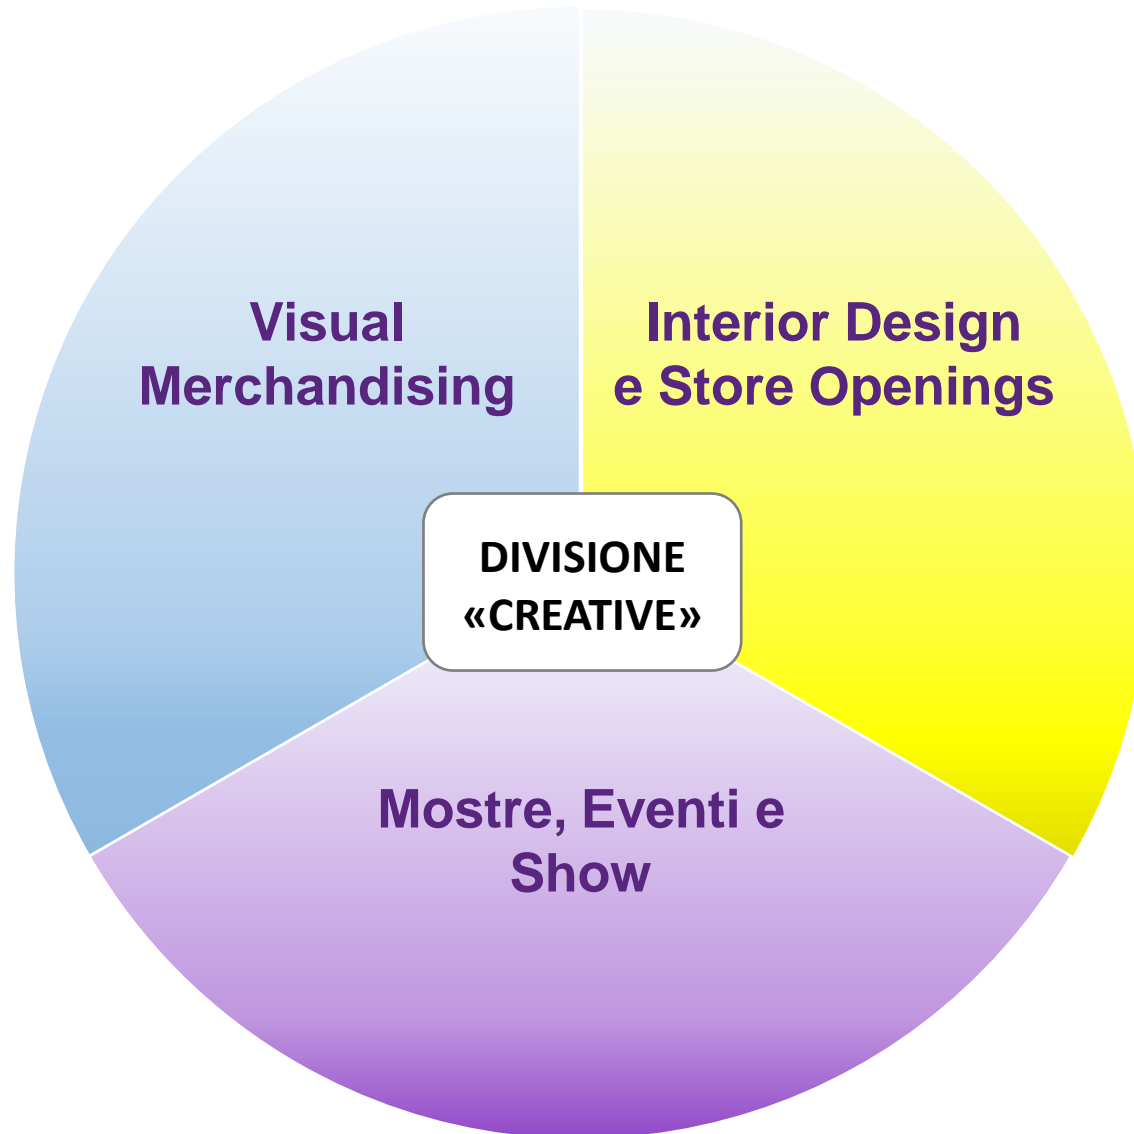 Visual
Merchandising
Interior Design
e Store Openings
DIVISIONE
«CREATIVE»
Mostre, Eventi e
Show